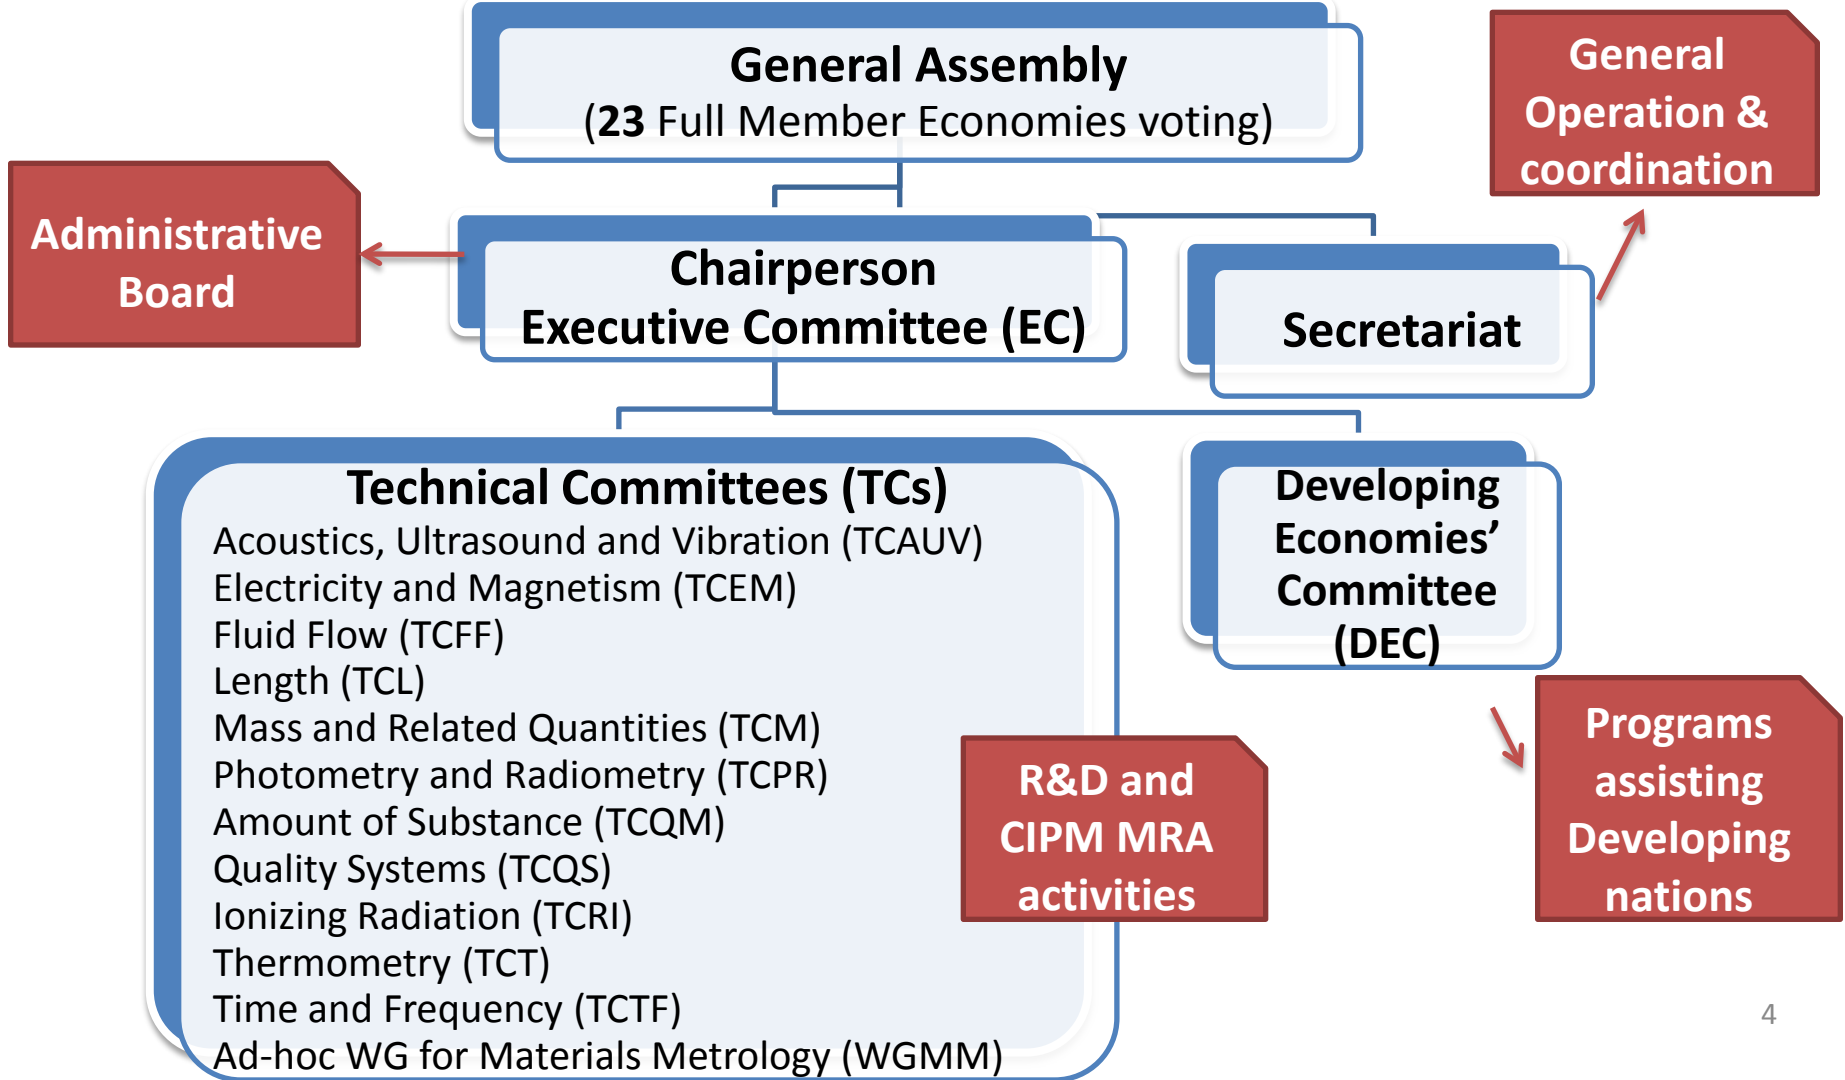 General Assembly
(23 Full Member Economies voting)
General
Operation &
coordination
Administrative
Board
Chairperson
Executive Committee (EC)
Secretariat
Technical Committees (TCs)
Acoustics, Ultrasound and Vibration (TCAUV)
Electricity and Magnetism (TCEM)
Fluid Flow (TCFF)
Length (TCL)
Mass and Related Quantities (TCM)
Photometry and Radiometry (TCPR)
Amount of Substance (TCQM)
Quality Systems (TCQS)
Ionizing Radiation (TCRI)
Thermometry (TCT)
Time and Frequency (TCTF)
Ad-hoc WG for Materials Metrology (WGMM)
R&D and
CIPM MRA
activities
Developing
Economies’
Committee
(DEC)
Programs
assisting
Developing
nations
4